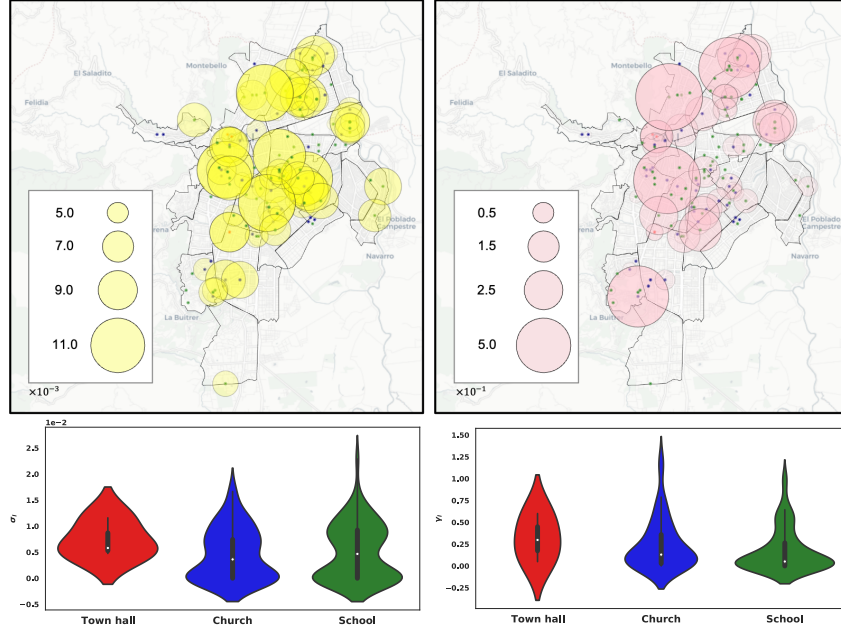 Montebello
El Saladito
Felidia
5.0
7.0
9.0
11.0
×10⁻³
rena
El Poblado
Campestre
Navarro
La Buitrer
Montebello
El Saladito
Felidia
0.5
1.5
2.5
5.0
×10⁻¹
rena
El Poblado
Campestre
Navarro
La Buitrer
1e−2
2.5
2.0
1.5
1.0
0.5
0.0
−0.5
σI
Town hall
Church
School
1.50
1.25
1.00
0.75
0.50
0.25
0.00
−0.25
γI
Town hall
Church
School